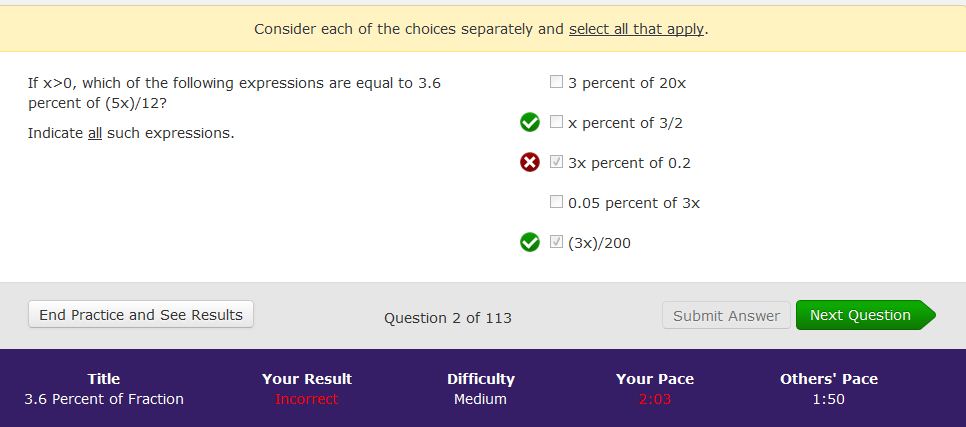 Consider each of the choices separately and select all that apply.
If x>0, which of the following expressions are equal to 3.6
percent of (5x)/12?
Indicate all such expressions.
3 percent of 20x
x percent of 3/2
3x percent of 0.2
0.05 percent of 3x
(3x)/200
End Practice and See Results
Question 2 of 113
Submit Answer
Next Question
Title
3.6 Percent of Fraction
Your Result
Incorrect
Difficulty
Medium
Your Pace
2:03
Others' Pace
1:50